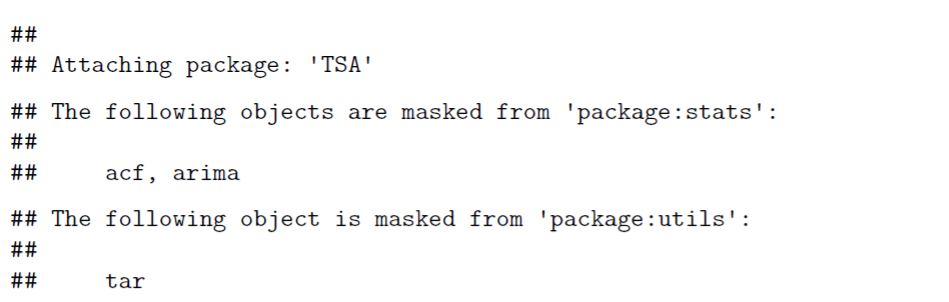 ##
## Attaching package: 'TSA'
## The following objects are masked from 'package:stats':
##
##     acf, arima
## The following object is masked from 'package:utils':
##
##     tar